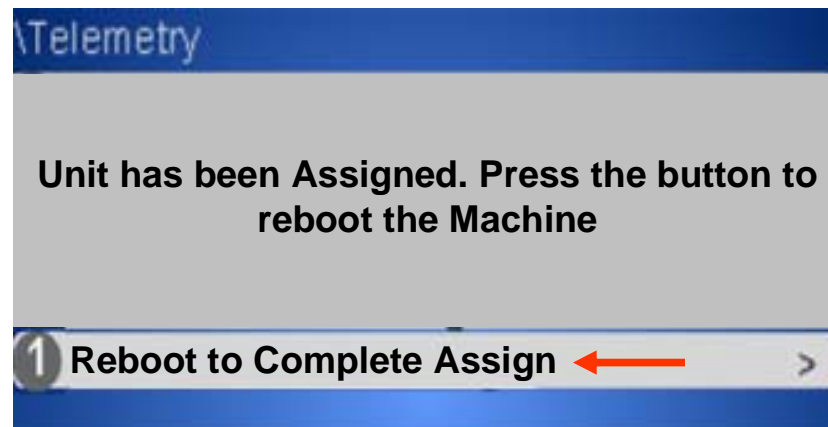 \Telemetry
Unit has been Assigned. Press the button to
reboot the Machine
1 Reboot to Complete Assign >